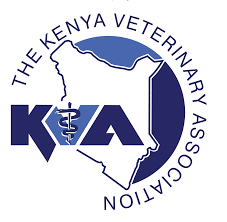 THE KENYA VETERINARY ASSOCIATION
KVA